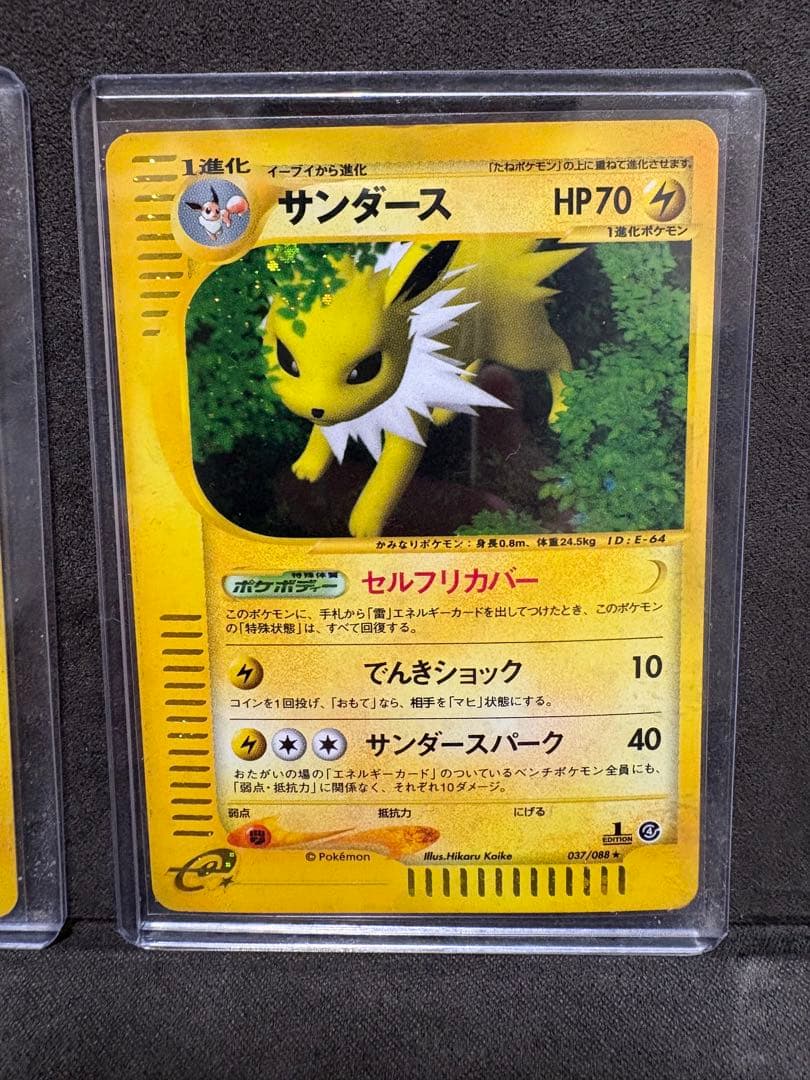 1進化 イーブイから進化 「たねポケモン」の上に重ねて進化させます。
サンダース HP70
1進化ポケモン
かみなりポケモン：身長0.8m、体重24.5kg ID:E-64
特殊体質
ポケボディー セルフリカバー
このポケモンに、手札から「雷」エネルギーカードを出してつけたとき、このポケモン
の「特殊状態」は、すべて回復する。
でんきショック 10
コインを1回投げ、「おもて」なら、相手を「マヒ」状態にする。
サンダースパーク 40
おたがいの場の「エネルギーカード」のついているベンチポケモン全員にも、
「弱点・抵抗力」に関係なく、それぞれ10ダメージ。
弱点 抵抗力 にげる
1
EDITION
© Pokémon Illus.Hikaru Koike 037/088★